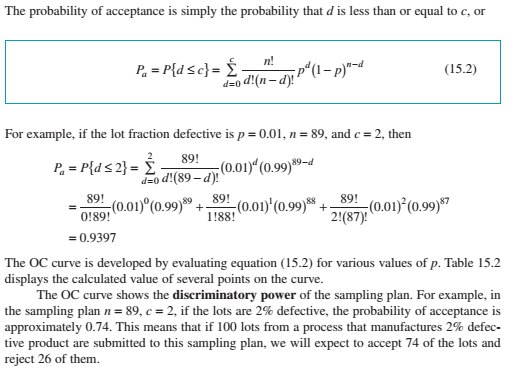 The probability of acceptance is simply the probability that d is less than or equal to c, or
Pₐ = P{d ≤ c} = ∑_{d=0}^{c} n!/(d!(n – d)!) p^d (1 – p)^{n–d} (15.2)
For example, if the lot fraction defective is p = 0.01, n = 89, and c = 2, then
Pₐ = P{d ≤ 2} = ∑_{d=0}^{2} 89!/(d!(89 – d)!) (0.01)^d (0.99)^{89–d}
= 89!/(0!89!) (0.01)^0 (0.99)^{89} + 89!/(1!88!) (0.01)^1 (0.99)^{88} + 89!/(2!(87)!) (0.01)^2 (0.99)^{87}
= 0.9397
The OC curve is developed by evaluating equation (15.2) for various values of p. Table 15.2
displays the calculated value of several points on the curve.
The OC curve shows the discriminatory power of the sampling plan. For example, in
the sampling plan n = 89, c = 2, if the lots are 2% defective, the probability of acceptance is
approximately 0.74. This means that if 100 lots from a process that manufactures 2% defec-
tive product are submitted to this sampling plan, we will expect to accept 74 of the lots and
reject 26 of them.